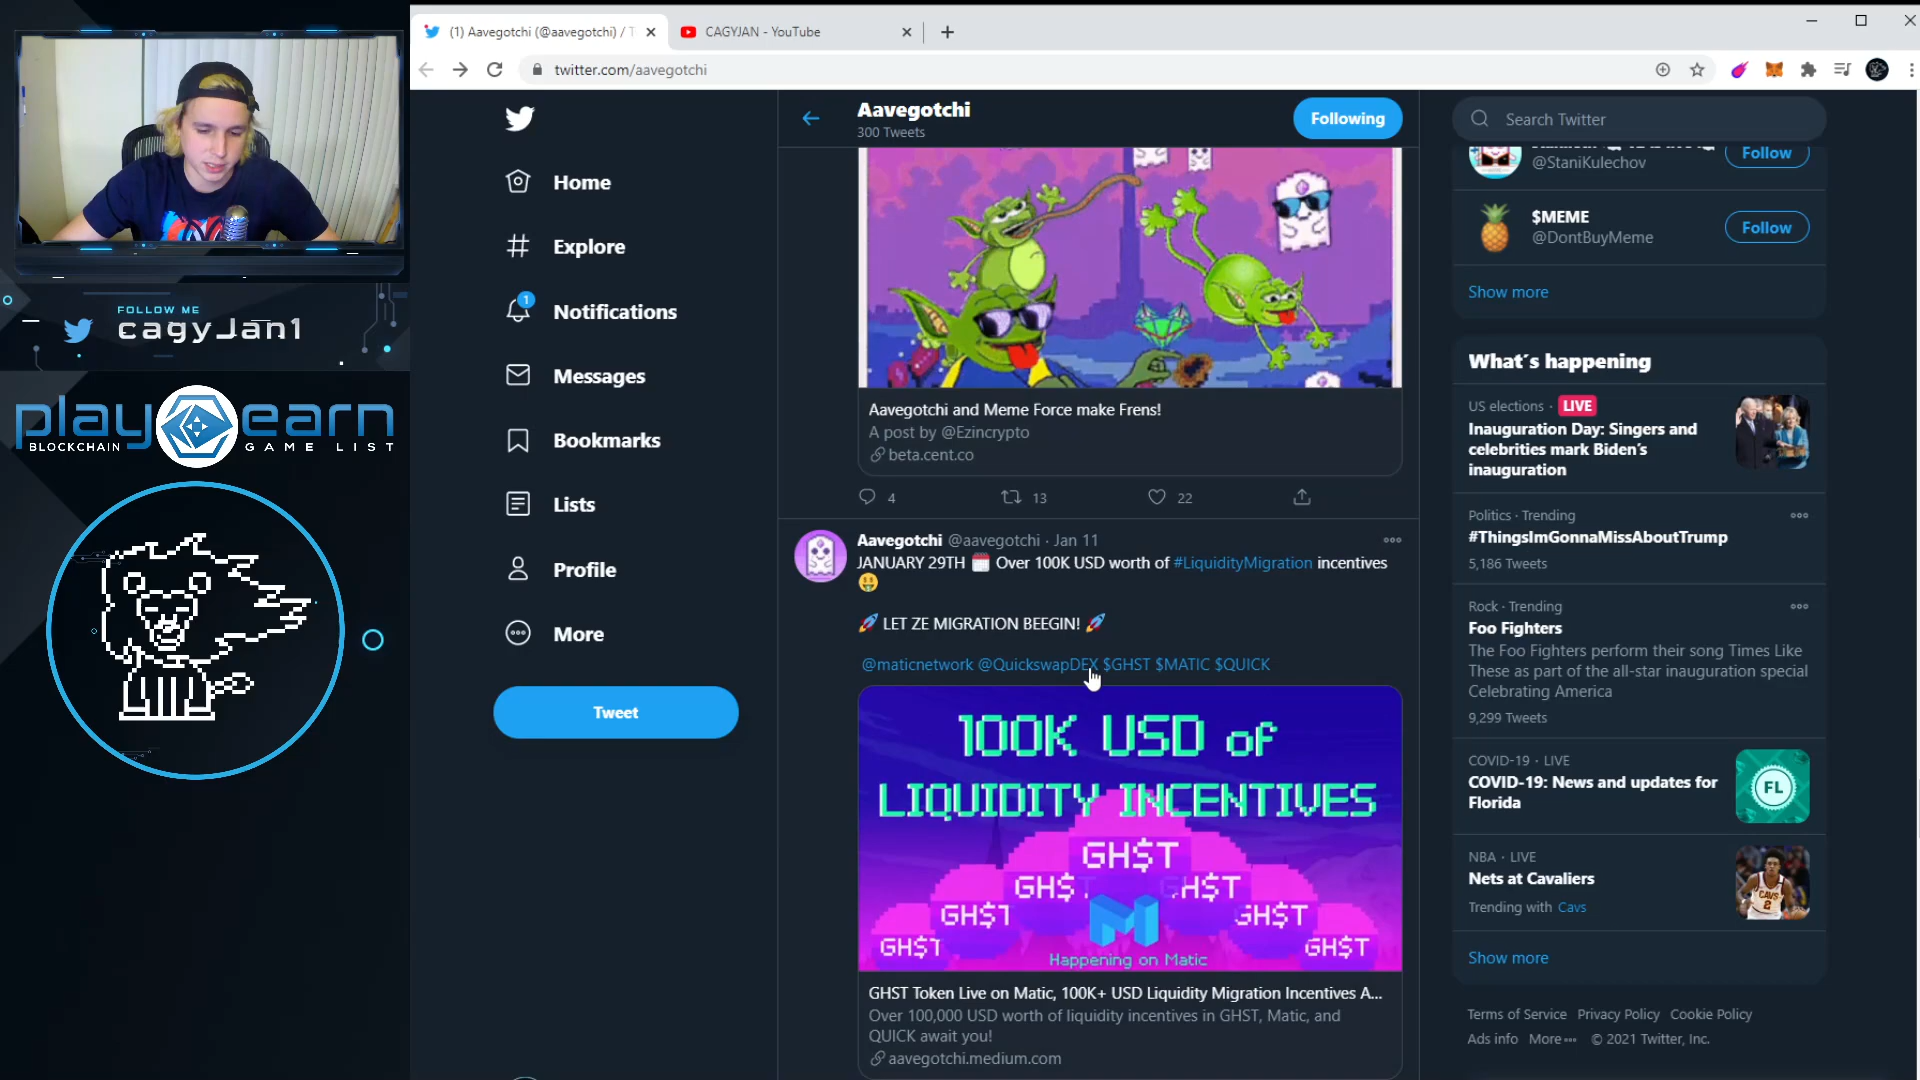 (1) Aavegotchi (@aavegotchi) / T
CAGYJAN - YouTube
twitter.com/aavegotchi
FOLLOW ME
cagyJan1
play earn
BLOCKCHAIN GAME LIST
Home
Explore
1
Notifications
Messages
Bookmarks
Lists
Profile
More
Tweet
Aavegotchi
300 Tweets
Following
Aavegotchi and Meme Force make Frens!
A post by @Ezincrypto
beta.cent.co
4 13 22
Aavegotchi @aavegotchi · Jan 11
JANUARY 29TH 🗓 Over 100K USD worth of #LiquidityMigration incentives
🤑
🚀 LET ZE MIGRATION BEEGIN! 🚀
@maticnetwork @QuickswapDEX $GHST $MATIC $QUICK
100K USD of
LIQUIDITY INCENTIVES
GH$T
GH$T GH$T
GH$T GH$T
GH$T GH$T
Happening on Matic
GHST Token Live on Matic, 100K+ USD Liquidity Migration Incentives A...
Over 100,000 USD worth of liquidity incentives in GHST, Matic, and
QUICK await you!
aavegotchi.medium.com
Search Twitter
@StaniKulechov
Follow
$MEME
@DontBuyMeme
Follow
Show more
What's happening
US elections · LIVE
Inauguration Day: Singers and
celebrities mark Biden's
inauguration
Politics · Trending
#ThingsImGonnaMissAboutTrump
5,186 Tweets
Rock · Trending
Foo Fighters
The Foo Fighters perform their song Times Like
These as part of the all-star inauguration special
Celebrating America
9,299 Tweets
COVID-19 · LIVE
COVID-19: News and updates for
Florida
FL
NBA · LIVE
Nets at Cavaliers
Trending with Cavs
CAVS
2
Show more
Terms of Service Privacy Policy Cookie Policy
Ads info More ··· © 2021 Twitter, Inc.